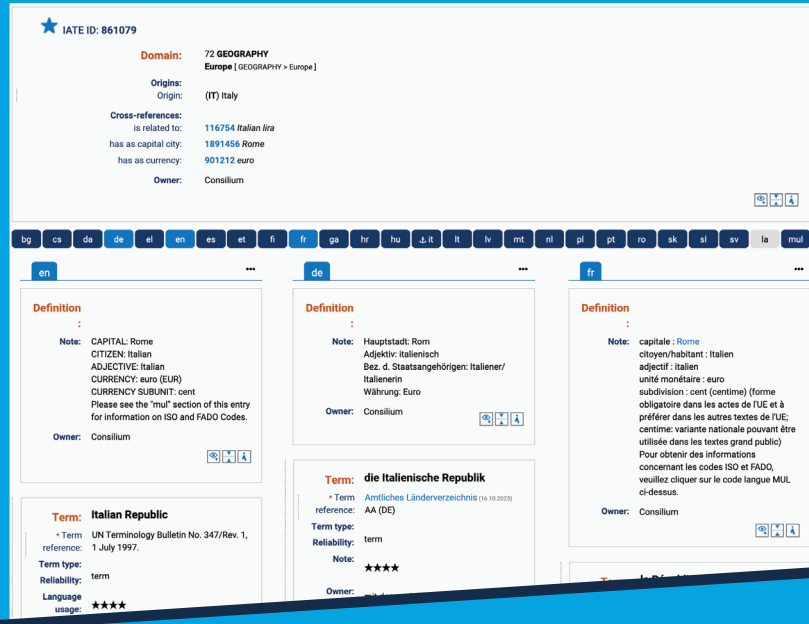 IATE ID: 861079
Domain: 72 GEOGRAPHY
Europe [ GEOGRAPHY > Europe ]
Origins:
Origin: (IT) Italy
Cross-references:
is related to: 116754 Italian lira
has as capital city: 1891456 Rome
has as currency: 901212 euro
Owner: Consilium
bg cs da de el en es et fi fr ga hr hu it lt lv mt nl pl pt ro sk sl sv la mul
en
Definition
:
Note: CAPITAL: Rome
CITIZEN: Italian
ADJECTIVE: Italian
CURRENCY: euro (EUR)
CURRENCY SUBUNIT: cent
Please see the "mul" section of this entry
for information on ISO and FADO Codes.
Owner: Consilium
Term: Italian Republic
* Term UN Terminology Bulletin No. 347/Rev. 1,
reference: 1 July 1997.
Term type:
Reliability: term
Language
usage: ★★★★
de
Definition
:
Note: Hauptstadt: Rom
Adjektiv: italienisch
Bez. d. Staatsangehörigen: Italiener/
Italienerin
Währung: Euro
Owner: Consilium
Term: die Italienische Republik
* Term Amtliches Länderverzeichnis (16.10.2023)
reference: AA (DE)
Term type:
Reliability: term
Note:
★★★★
Owner:
fr
Definition
:
Note: capitale : Rome
citoyen/habitant : Italien
adjectif : italien
unité monétaire : euro
subdivision : cent (centime) (forme
obligatoire dans les actes de l'UE et à
préférer dans les autres textes de l'UE;
centime: variante nationale pouvant être
utilisée dans les textes grand public)
Pour obtenir des informations
concernant les codes ISO et FADO,
veuillez cliquer sur le code langue MUL
ci-dessus.
Owner: Consilium